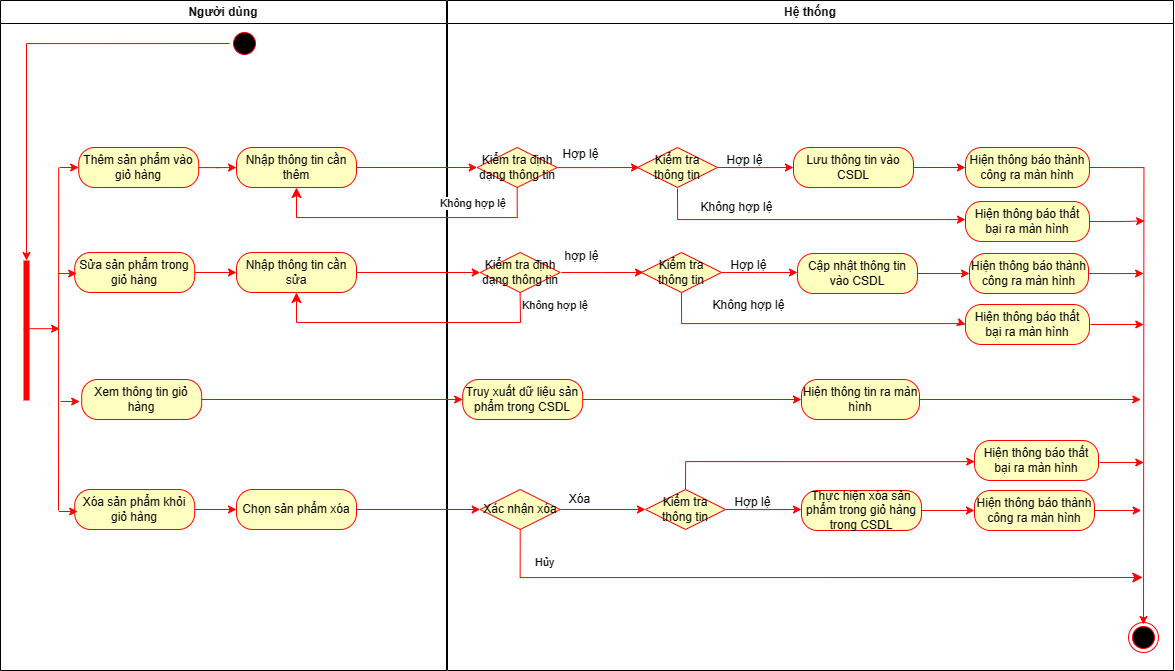 Người dùng
Hệ thống
Thêm sản phẩm vào
giỏ hàng
Nhập thông tin cần
thêm
Kiểm tra định
dạng thông tin
Hợp lệ
Kiểm tra
thông tin
Hợp lệ
Lưu thông tin vào
CSDL
Hiện thông báo thành
công ra màn hình
Không hợp lệ
Không hợp lệ
Hiện thông báo thất
bại ra màn hình
Sửa sản phẩm trong
giỏ hàng
Nhập thông tin cần
sửa
Kiểm tra định
dạng thông tin
hợp lệ
Kiểm tra
thông tin
Hợp lệ
Cập nhật thông tin
vào CSDL
Hiện thông báo thành
công ra màn hình
Không hợp lệ
Không hợp lệ
Hiện thông báo thất
bại ra màn hình
Xem thông tin giỏ
hàng
Truy xuất dữ liệu sản
phẩm trong CSDL
Hiện thông tin ra màn
hình
Hiện thông báo thất
bại ra màn hình
Xóa sản phẩm khỏi
giỏ hàng
Chọn sản phẩm xóa
Xác nhận xóa
Xóa
Kiểm tra
thông tin
Hợp lệ
Thực hiện xóa sản
phẩm trong giỏ hàng
trong CSDL
Hiện thông báo thành
công ra màn hình
Hủy